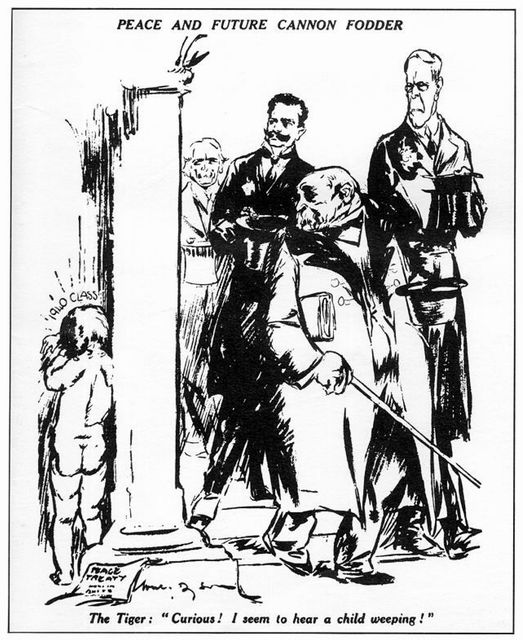 PEACE AND FUTURE CANNON FODDER
1940 CLASS
PEACE
TREATY
The Tiger: "Curious! I seem to hear a child weeping!"